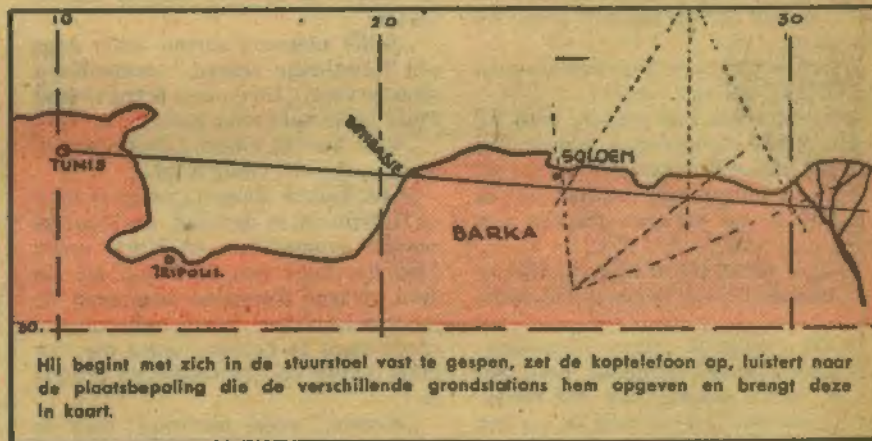 10 20 30
TUNIS
SOLOEM
BARKA
TRIPOLIS.
30.
Hij begint met zich in de stuurstoel vast te gespen, zet de koptelefoon op, luistert naar
de plaatsbepaling die de verschillende grondstations hem opgeven en brengt deze
in kaart.